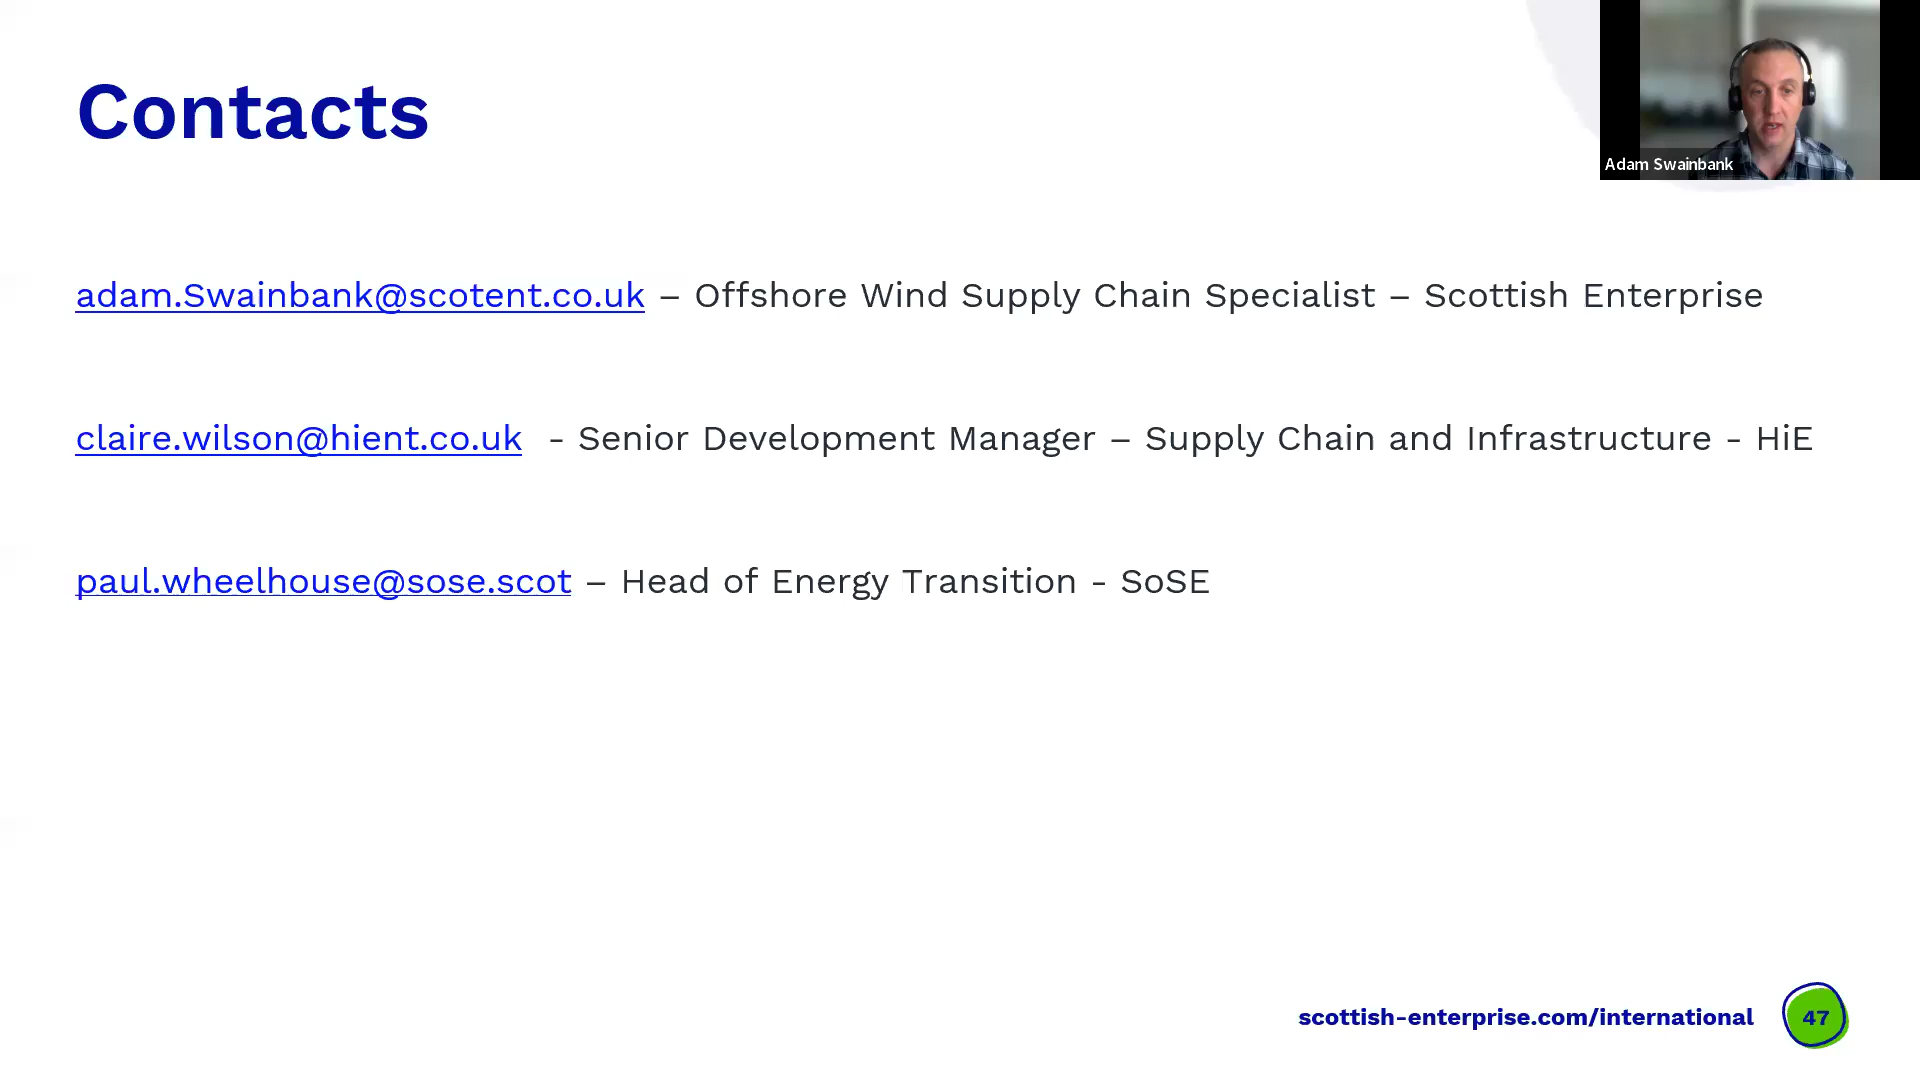 Contacts
Adam Swainbank
adam.Swainbank@scotent.co.uk – Offshore Wind Supply Chain Specialist – Scottish Enterprise
claire.wilson@hient.co.uk - Senior Development Manager – Supply Chain and Infrastructure - HiE
paul.wheelhouse@sose.scot – Head of Energy Transition - SoSE
scottish-enterprise.com/international
47